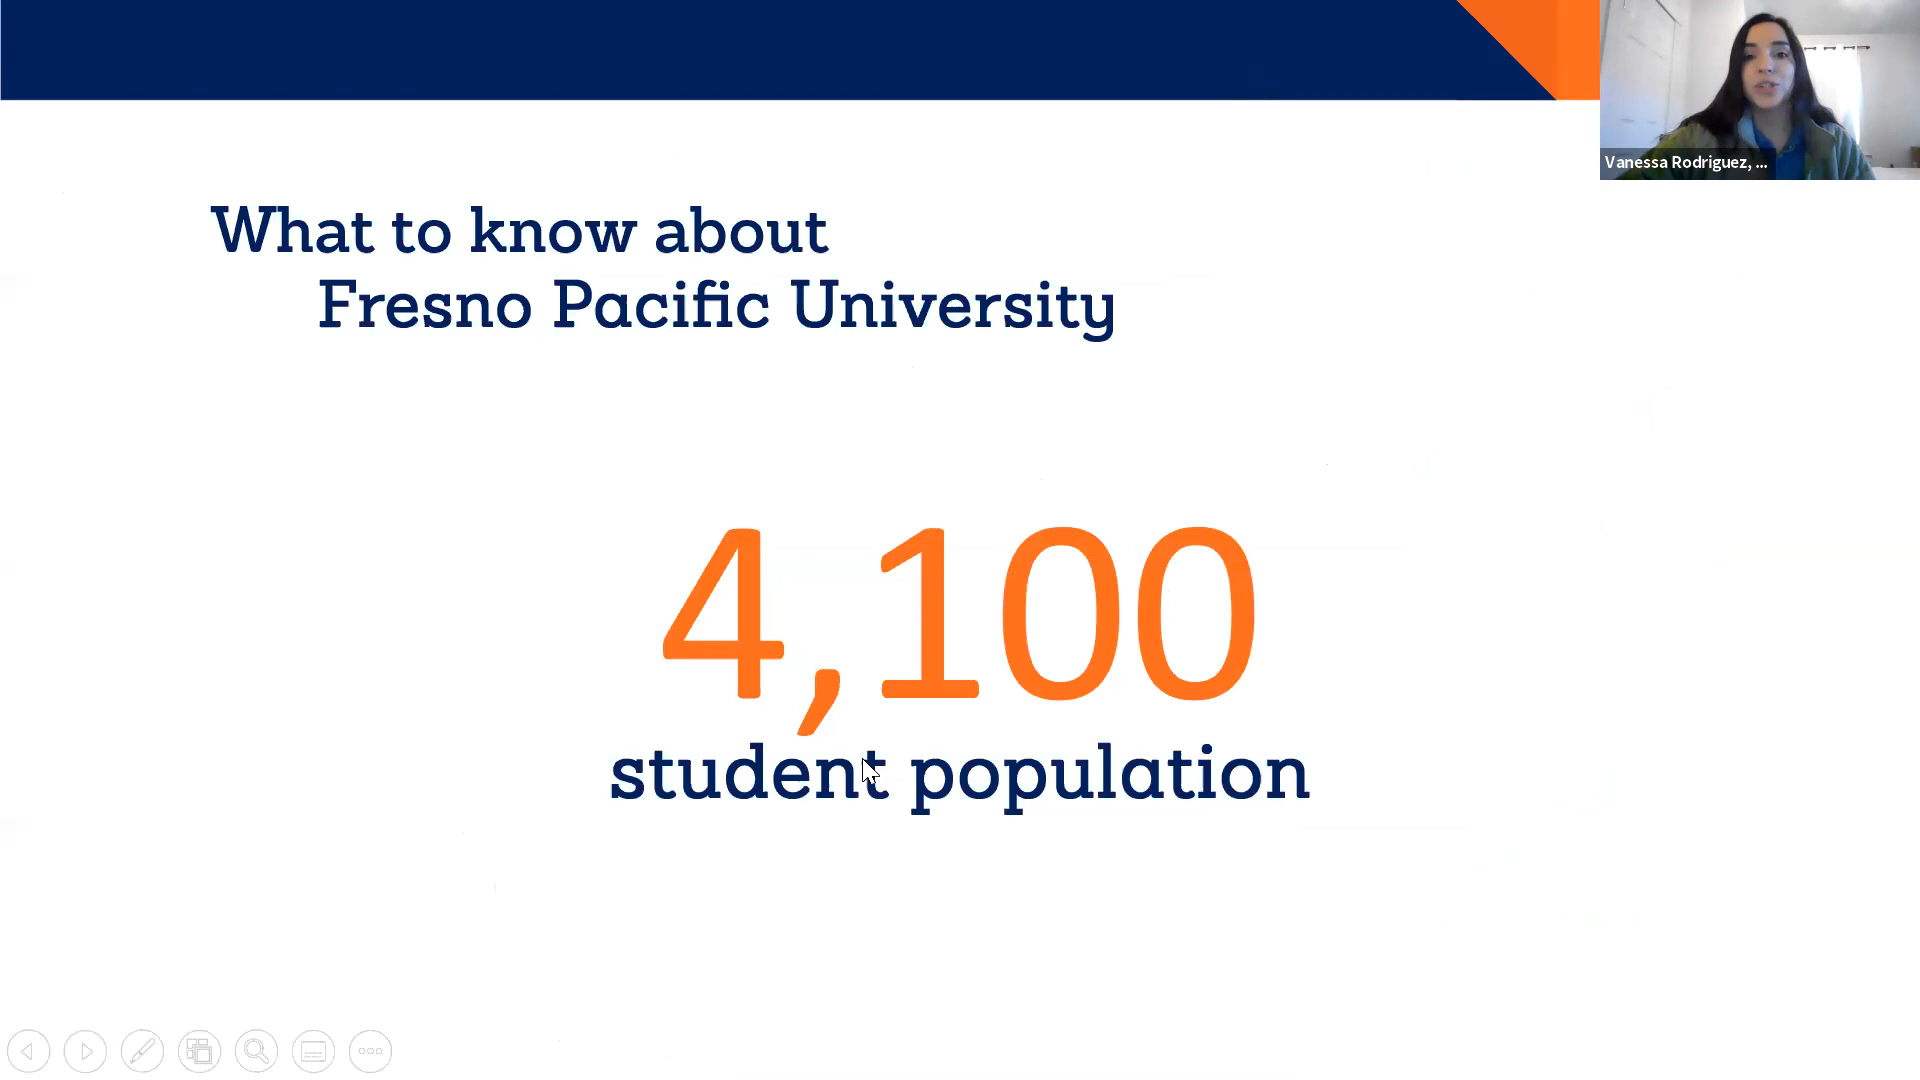 Vanessa Rodriguez, ...
What to know about
Fresno Pacific University
4,100
student population